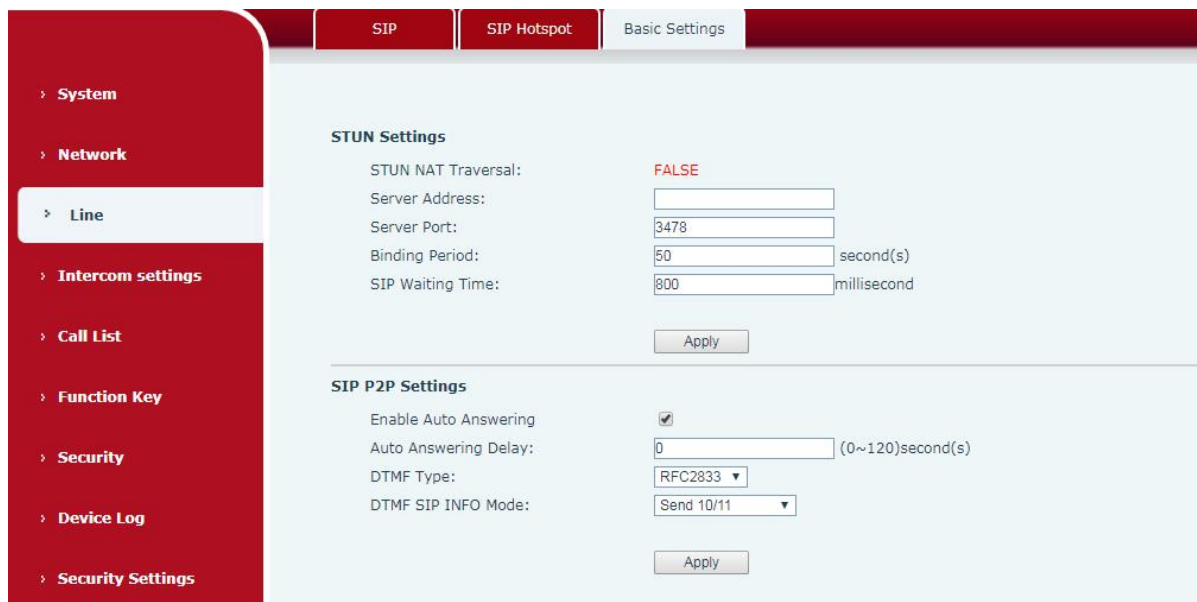 SIP
SIP Hotspot
Basic Settings
System
Network
Line
Intercom settings
Call List
Function Key
Security
Device Log
Security Settings
STUN Settings
STUN NAT Traversal: FALSE
Server Address:
Server Port: 3478
Binding Period: 50 second(s)
SIP Waiting Time: 800 millisecond
Apply
SIP P2P Settings
Enable Auto Answering
Auto Answering Delay: 0 (0~120)second(s)
DTMF Type: RFC2833
DTMF SIP INFO Mode: Send 10/11
Apply